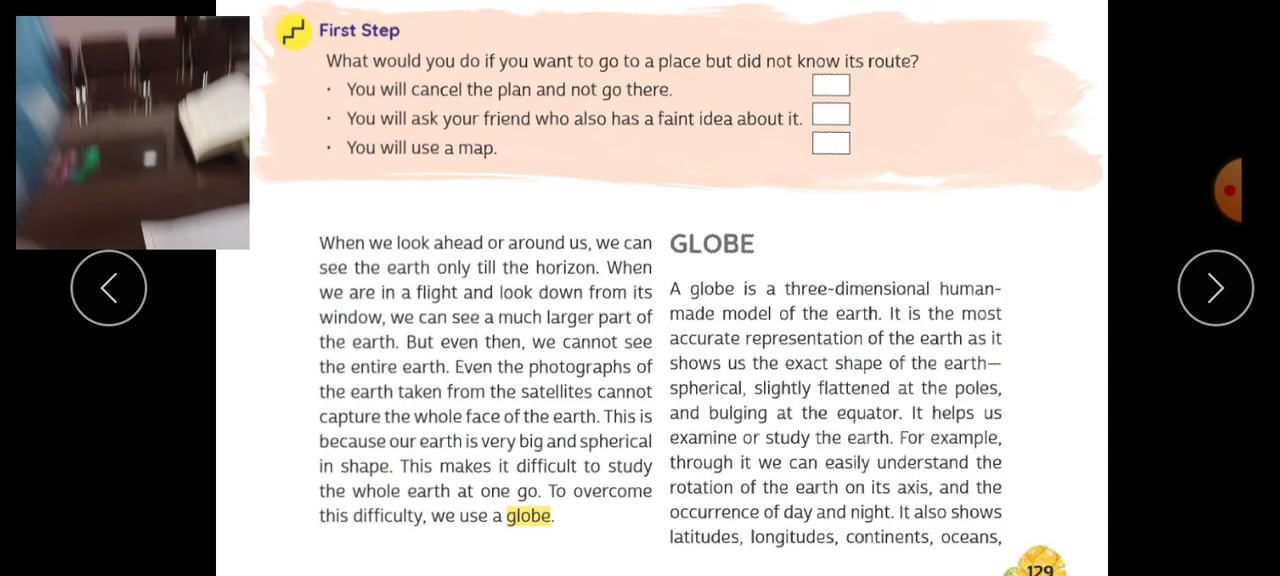 First Step
What would you do if you want to go to a place but did not know its route?
· You will cancel the plan and not go there.
· You will ask your friend who also has a faint idea about it.
· You will use a map.
When we look ahead or around us, we can
see the earth only till the horizon. When
we are in a flight and look down from its
window, we can see a much larger part of
the earth. But even then, we cannot see
the entire earth. Even the photographs of
the earth taken from the satellites cannot
capture the whole face of the earth. This is
because our earth is very big and spherical
in shape. This makes it difficult to study
the whole earth at one go. To overcome
this difficulty, we use a globe.
GLOBE
A globe is a three-dimensional human-
made model of the earth. It is the most
accurate representation of the earth as it
shows us the exact shape of the earth—
spherical, slightly flattened at the poles,
and bulging at the equator. It helps us
examine or study the earth. For example,
through it we can easily understand the
rotation of the earth on its axis, and the
occurrence of day and night. It also shows
latitudes, longitudes, continents, oceans,
129